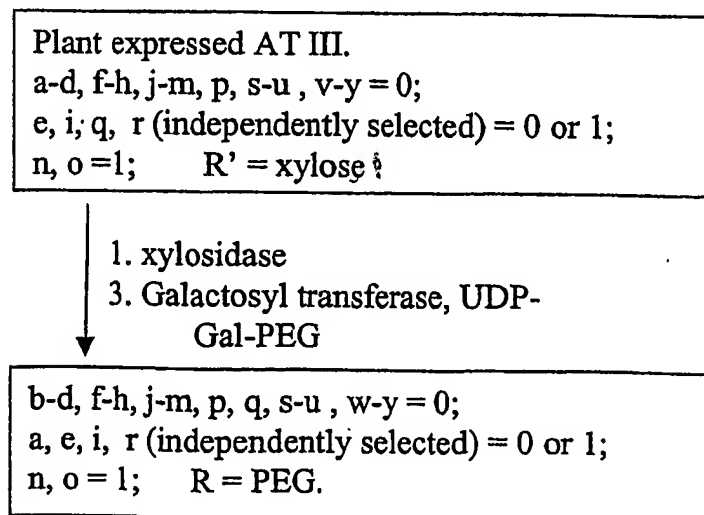 Plant expressed AT III.
a-d, f-h, j-m, p, s-u , v-y = 0;
e, i, q, r (independently selected) = 0 or 1;
n, o =1; R' = xylose
1. xylosidase
3. Galactosyl transferase, UDP-
Gal-PEG
b-d, f-h, j-m, p, q, s-u , w-y = 0;
a, e, i, r (independently selected) = 0 or 1;
n, o = 1; R = PEG.